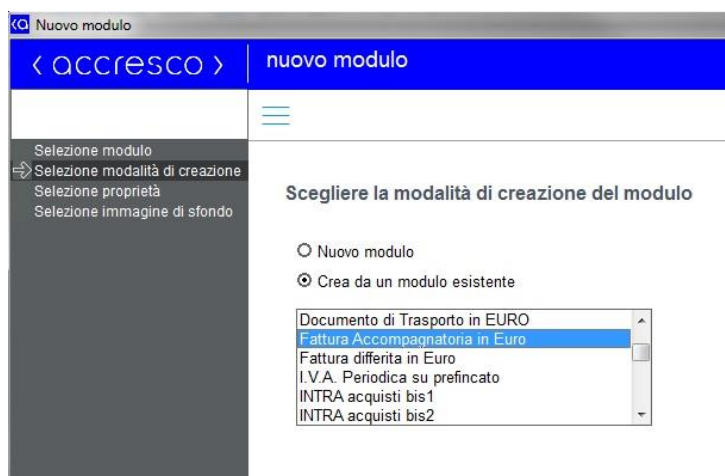 Nuovo modulo
< accresco >
nuovo modulo
Selezione modulo
Selezione modalità di creazione
Selezione proprietà
Selezione immagine di sfondo
Scegliere la modalità di creazione del modulo
Nuovo modulo
Crea da un modulo esistente
Documento di Trasporto in EURO
Fattura Accompagnatoria in Euro
Fattura differita in Euro
I.V.A. Periodica su prefincato
INTRA acquisti bis1
INTRA acquisti bis2